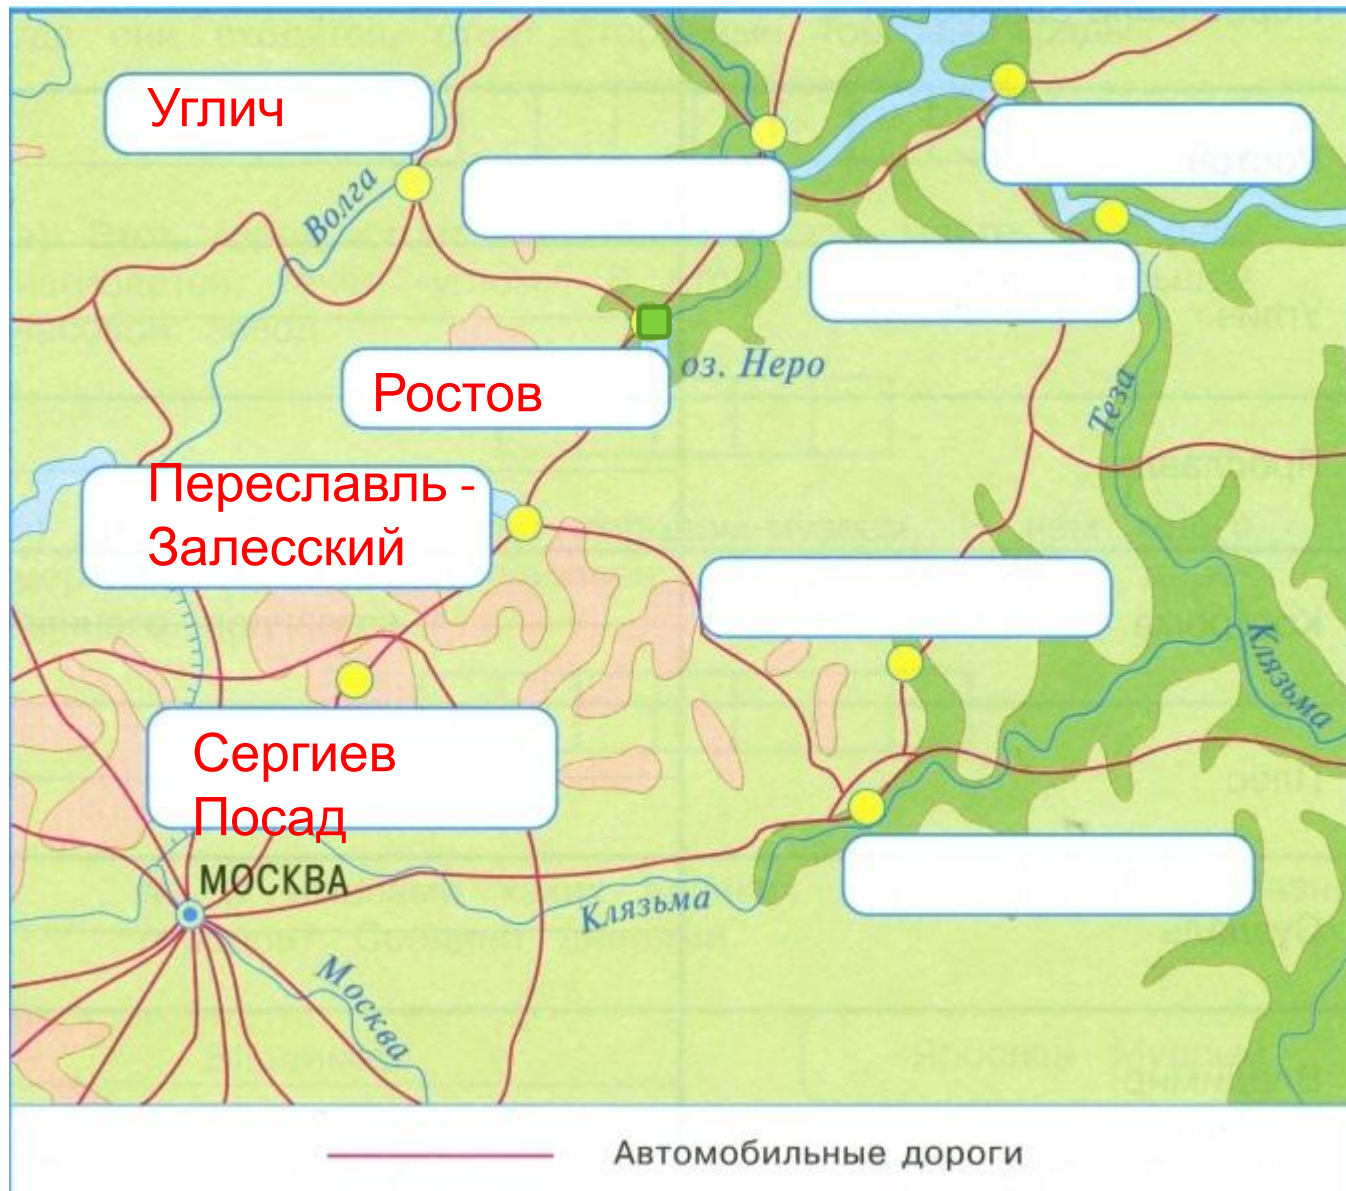 Углич
Волга
оз. Неро
Ростов
Теза
Переславль -
Залесский
Клязьма
Сергиев
Посад
МОСКВА
Клязьма
Москва
Автомобильные дороги